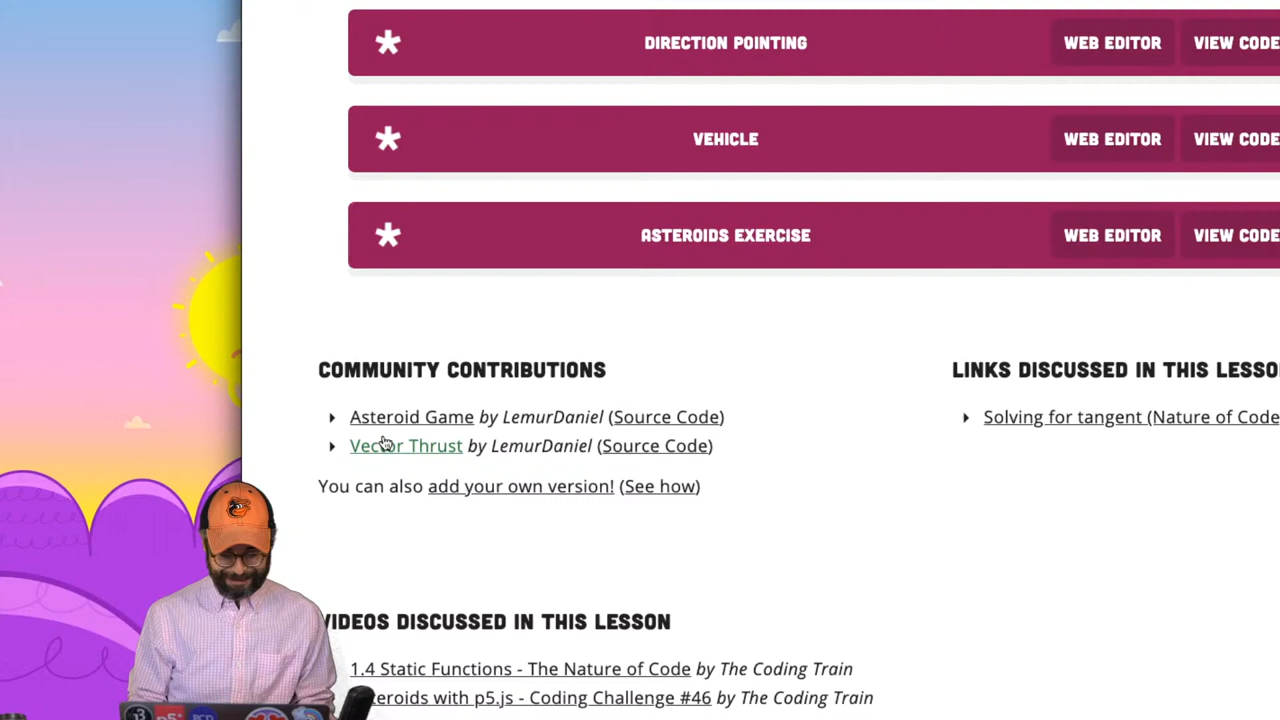 DIRECTION POINTING WEB EDITOR VIEW CODE
VEHICLE WEB EDITOR VIEW CODE
ASTEROIDS EXERCISE WEB EDITOR VIEW CODE
COMMUNITY CONTRIBUTIONS
Asteroid Game by LemurDaniel (Source Code)
Vector Thrust by LemurDaniel (Source Code)
You can also add your own version! (See how)
LINKS DISCUSSED IN THIS LESSO
Solving for tangent (Nature of Code
VIDEOS DISCUSSED IN THIS LESSON
1.4 Static Functions - The Nature of Code by The Coding Train
teroids with p5.js - Coding Challenge #46 by The Coding Train
p5*